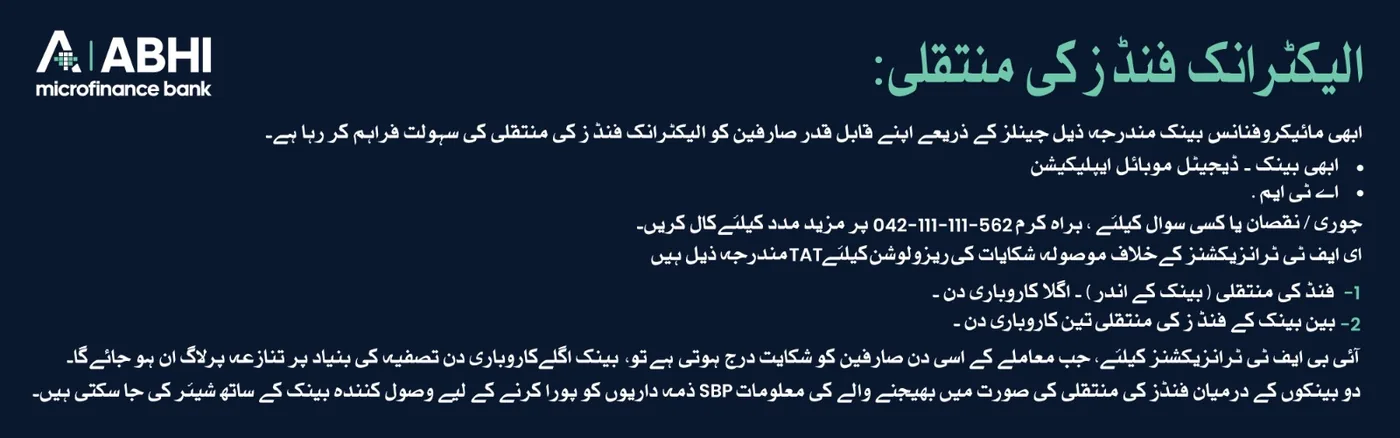 ABHI
microfinance bank
الیکٹرانک فنڈز کی منتقلی:
ابھی مائیکروفنانس بینک مندرجہ ذیل چینلز کے ذریعے اپنے قابل قدر صارفین کو الیکٹرانک فنڈز کی منتقلی کی سہولت فراہم کر رہا ہے۔
• ابھی بینک - ڈیجیٹل موبائل ایپلیکیشن
• اے ٹی ایم .
چوری / نقصان یا کسی سوال کیلئے ، براہ کرم 042-111-111-562 پر مزید مدد کیلئے کال کریں۔
ای ایف ٹی ٹرانزیکشنز کے خلاف موصولہ شکایات کی ریزولوشن کیلئے TAT مندرجہ ذیل ہیں
1- فنڈ کی منتقلی (بینک کے اندر) - اگلا کاروباری دن ۔
2- بین بینک کے فنڈز کی منتقلی تین کاروباری دن ۔
آئی بی ایف ٹی ٹرانزیکشنز کیلئے، جب معاملے کے اسی دن صارفین کو شکایت درج ہوتی ہے تو، بینک اگلے کاروباری دن تصفیہ کی بنیاد پر تنازعہ پر لاگ ان ہو جائے گا۔
دو بینکوں کے درمیان فنڈز کی منتقلی کی صورت میں بھیجنے والے کی معلومات SBP ذمہ داریوں کو پورا کرنے کے لیے وصول کنندہ بینک کے ساتھ شیئر کی جا سکتی ہیں۔